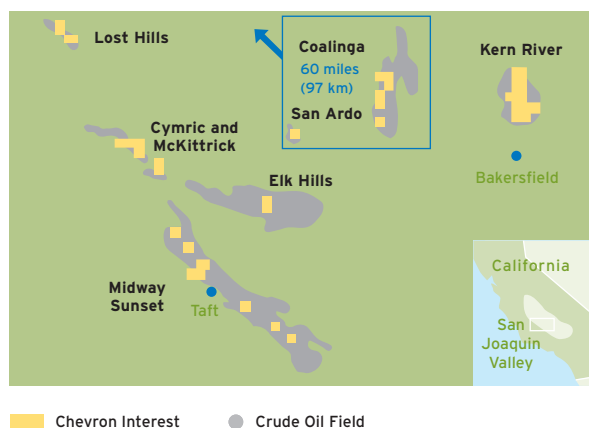 Lost Hills
Coalinga
60 miles
(97 km)
San Ardo
Kern River
Cymric and
McKittrick
Bakersfield
Elk Hills
Midway
Sunset
Taft
California
San
Joaquin
Valley
Chevron Interest
Crude Oil Field